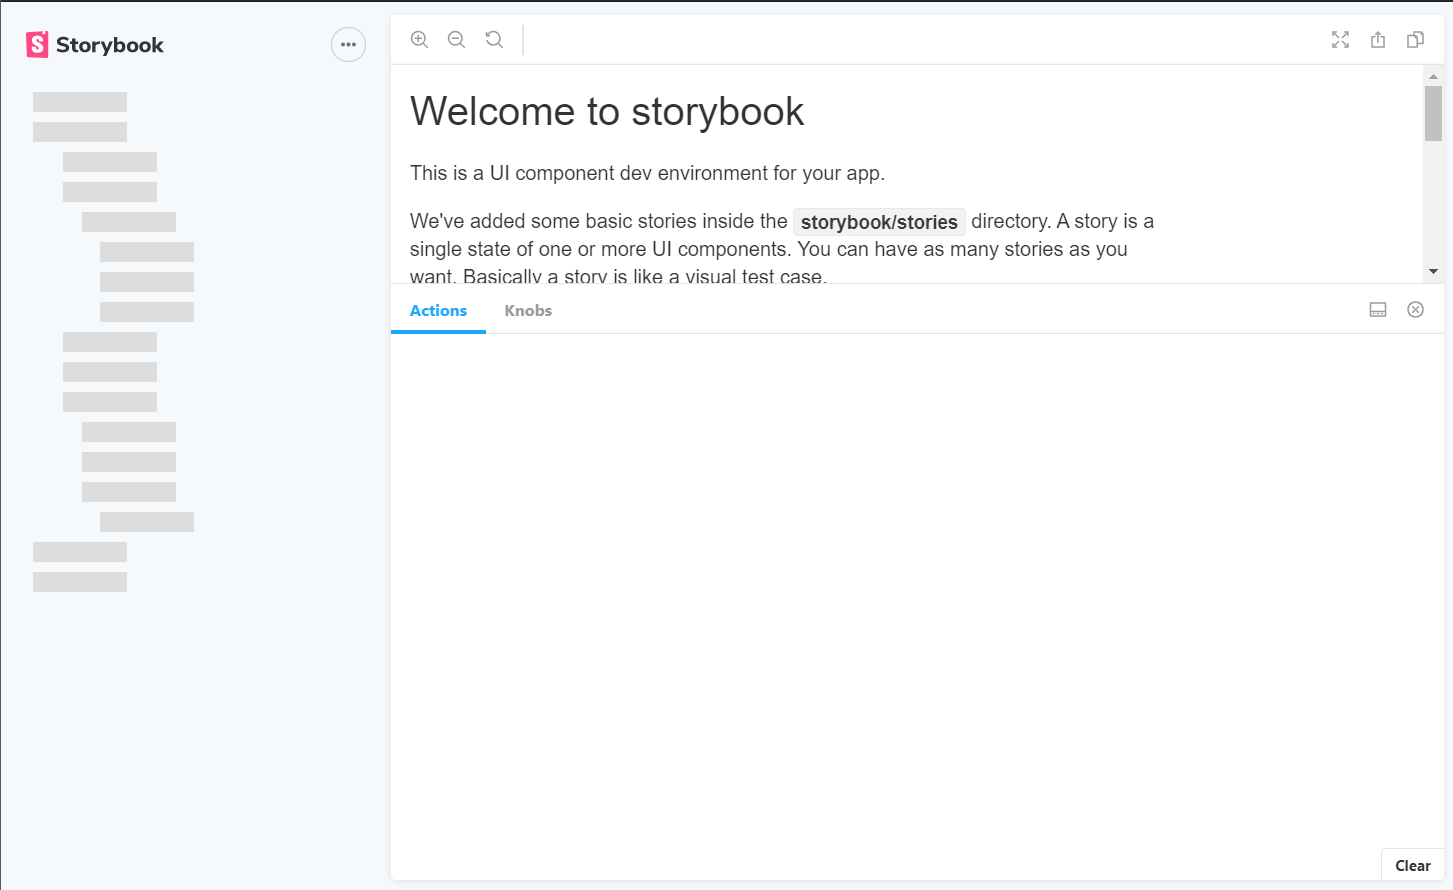 Storybook
Welcome to storybook
This is a UI component dev environment for your app.
We've added some basic stories inside the storybook/stories directory. A story is a
single state of one or more UI components. You can have as many stories as you
want. Basically a story is like a visual test case.
Actions Knobs
Clear